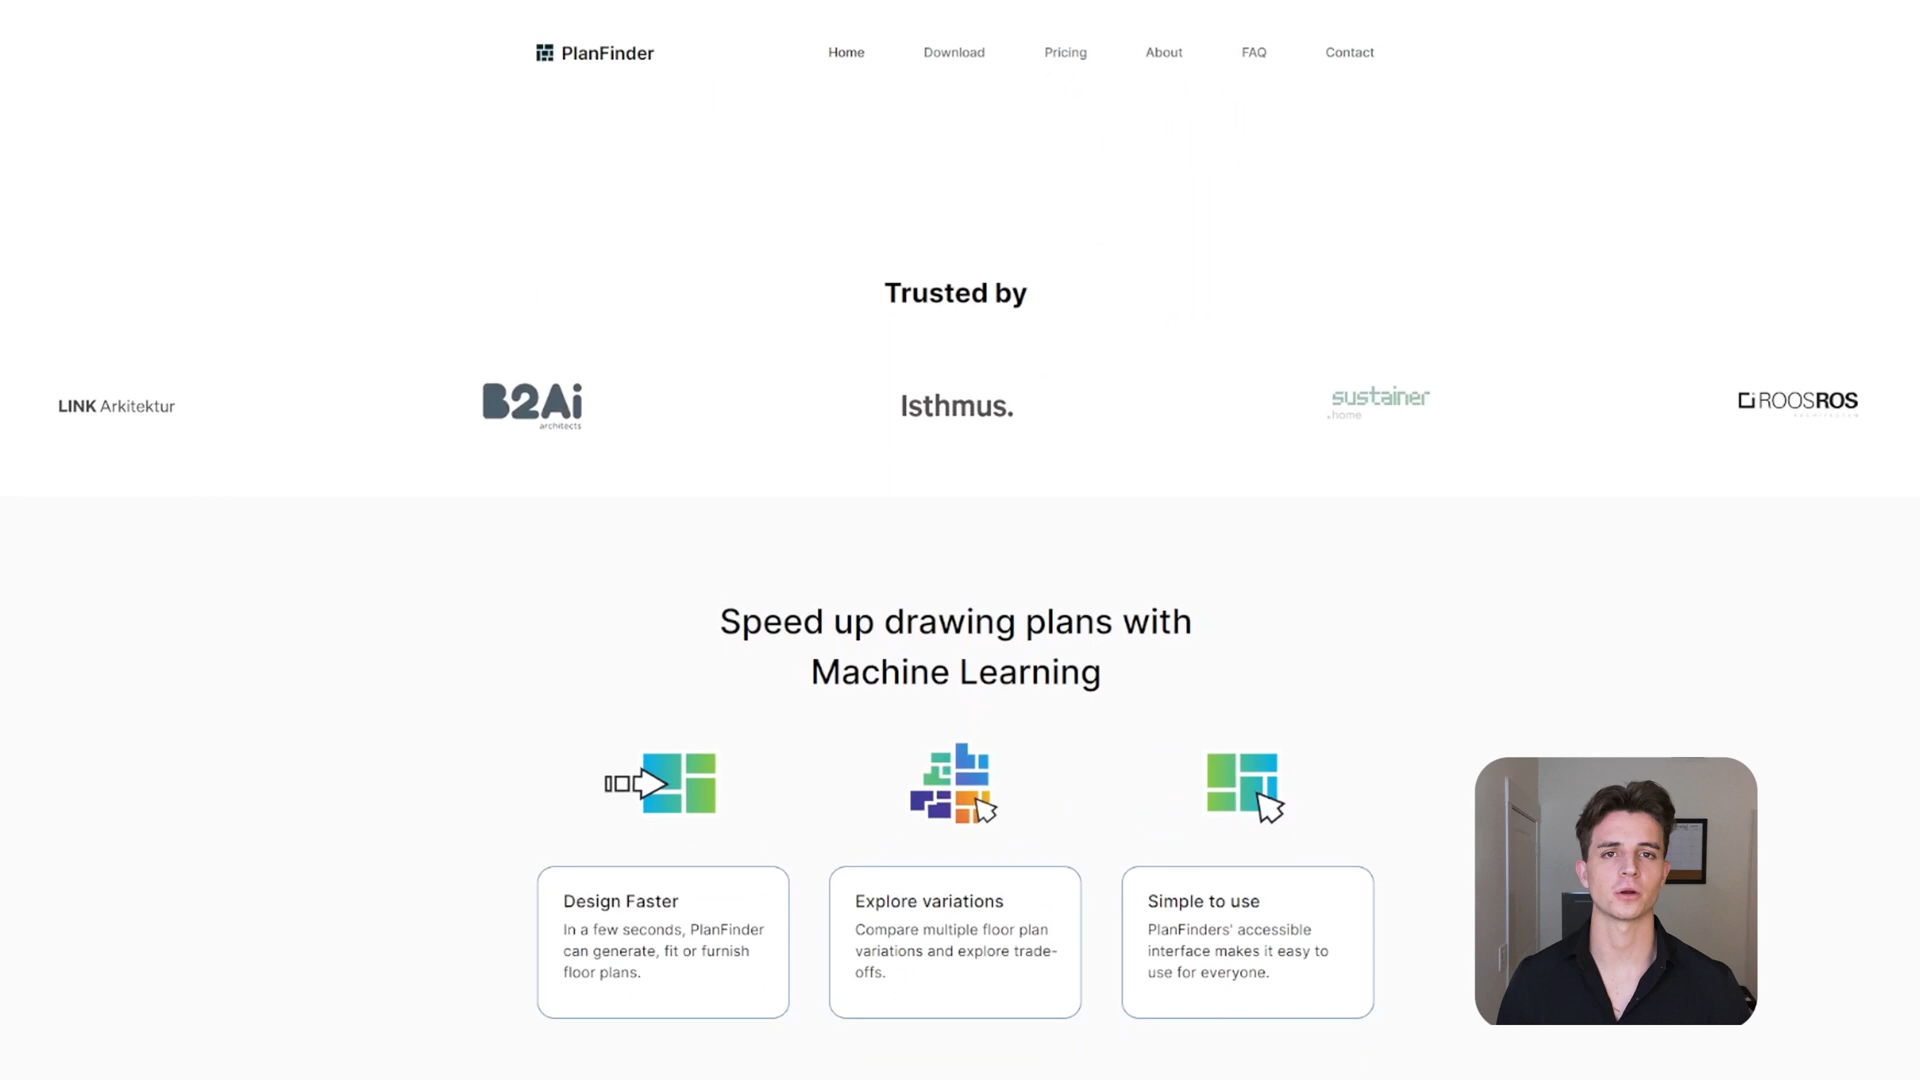 PlanFinder
Home
Download
Pricing
About
FAQ
Contact
Trusted by
LINK Arkitektur
B2Ai
architects
Isthmus.
sustainer
.home
ROOSROS
Speed up drawing plans with
Machine Learning
Design Faster
In a few seconds, PlanFinder
can generate, fit or furnish
floor plans.
Explore variations
Compare multiple floor plan
variations and explore trade-
offs.
Simple to use
PlanFinders' accessible
interface makes it easy to
use for everyone.